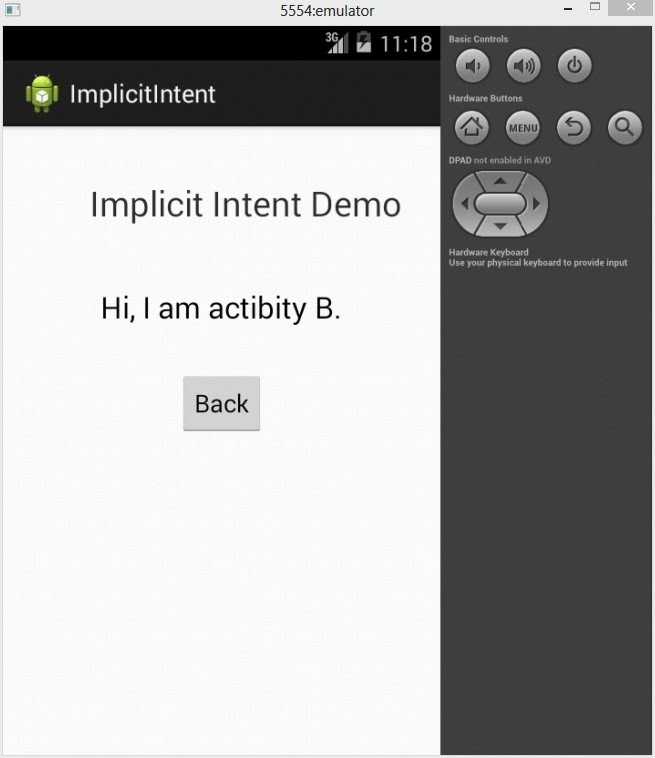 5554:emulator
3G 11:18
ImplicitIntent
Implicit Intent Demo
Hi, I am actibity B.
Back
Basic Controls
Hardware Buttons
MENU
DPAD not enabled in AVD
Hardware Keyboard
Use your physical keyboard to provide input